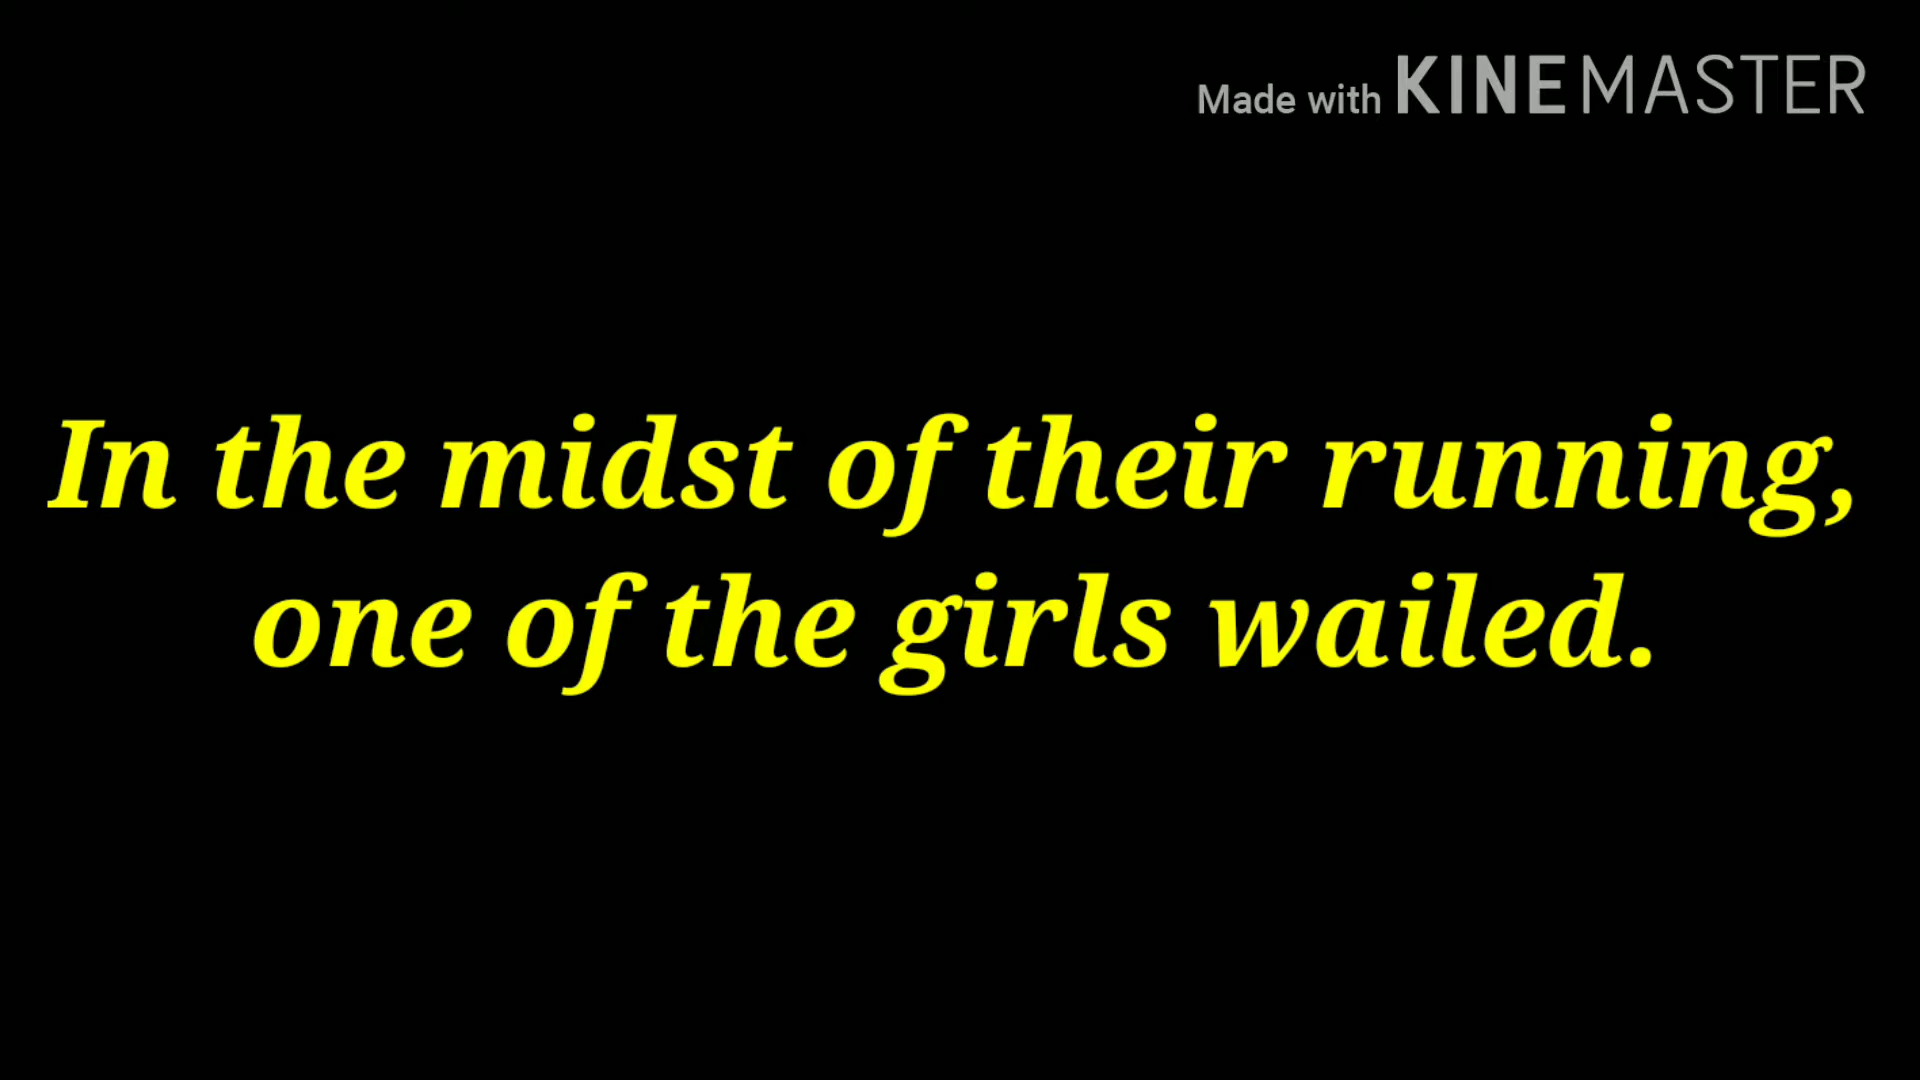 Made with KINEMASTER
In the midst of their running,
one of the girls wailed.